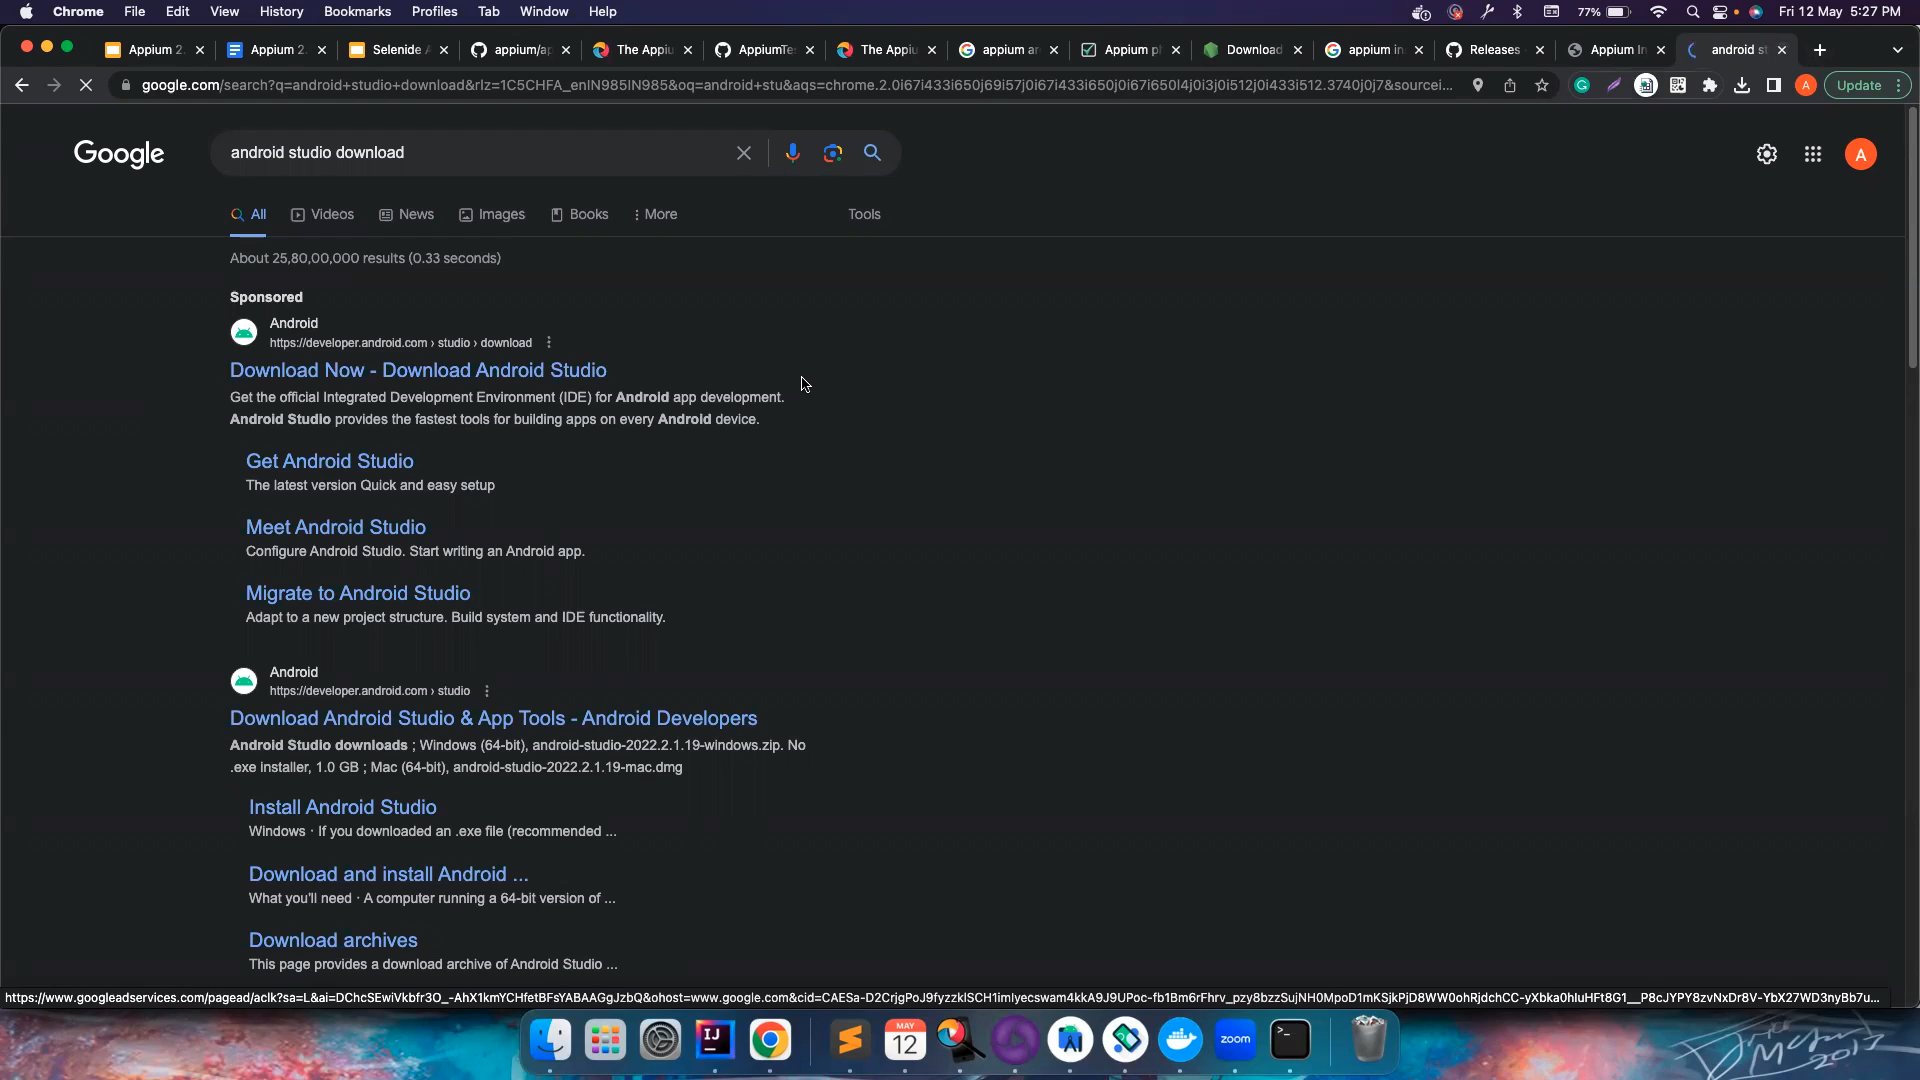 Chrome File Edit View History Bookmarks Profiles Tab Window Help 77% Fri 12 May 5:27 PM
Appium 2. Appium 2. Selenide A appium/ap The Appiu AppiumTe The Appiu appium ar Appium pl Download appium in Releases Appium In android st
google.com/search?q=android+studio+download&rlz=1C5CHFA_enIN985IN985&oq=android+stu&aqs=chrome.2.0i67i433i650j69i57j0i67i433i650j0i67i650l4j0i3j0i512j0i433i512.3740j0j7&sourcei... A Update
Google android studio download A
All Videos News Images Books More Tools
About 25,80,00,000 results (0.33 seconds)
Sponsored
Android
https://developer.android.com › studio › download
Download Now - Download Android Studio
Get the official Integrated Development Environment (IDE) for Android app development.
Android Studio provides the fastest tools for building apps on every Android device.
Get Android Studio
The latest version Quick and easy setup
Meet Android Studio
Configure Android Studio. Start writing an Android app.
Migrate to Android Studio
Adapt to a new project structure. Build system and IDE functionality.
Android
https://developer.android.com › studio
Download Android Studio & App Tools - Android Developers
Android Studio downloads ; Windows (64-bit), android-studio-2022.2.1.19-windows.zip. No
.exe installer, 1.0 GB ; Mac (64-bit), android-studio-2022.2.1.19-mac.dmg
Install Android Studio
Windows · If you downloaded an .exe file (recommended ...
Download and install Android ...
What you'll need · A computer running a 64-bit version of ...
Download archives
This page provides a download archive of Android Studio ...
MAY
12
IJ
zoom
2017